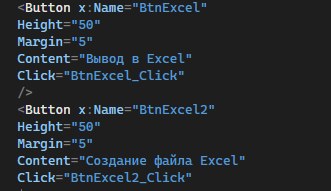 <Button x:Name="BtnExcel"
Height="50"
Margin="5"
Content="Вывод в Excel"
Click="BtnExcel_Click"
/>
<Button x:Name="BtnExcel2"
Height="50"
Margin="5"
Content="Создание файла Excel"
Click="BtnExcel2_Click"